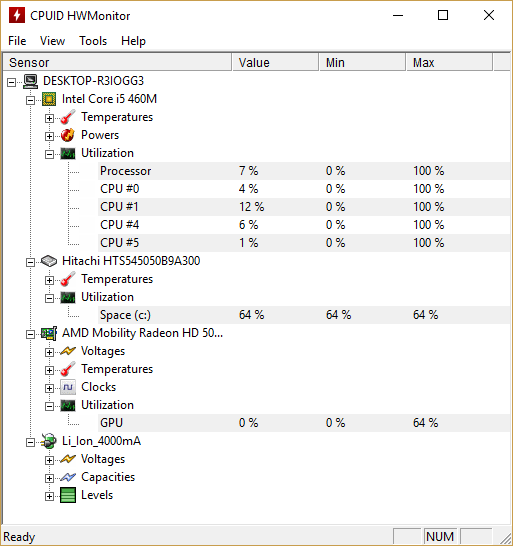 CPUID HWMonitor
File View Tools Help
Sensor Value Min Max
DESKTOP-R3IOGG3
Intel Core i5 460M
Temperatures
Powers
Utilization
Processor 7 % 0 % 100 %
CPU #0 4 % 0 % 100 %
CPU #1 12 % 0 % 100 %
CPU #4 6 % 0 % 100 %
CPU #5 1 % 0 % 100 %
Hitachi HTS545050B9A300
Temperatures
Utilization
Space (c:) 64 % 64 % 64 %
AMD Mobility Radeon HD 50...
Voltages
Temperatures
Clocks
Utilization
GPU 0 % 0 % 64 %
Li_Ion_4000mA
Voltages
Capacities
Levels
Ready NUM